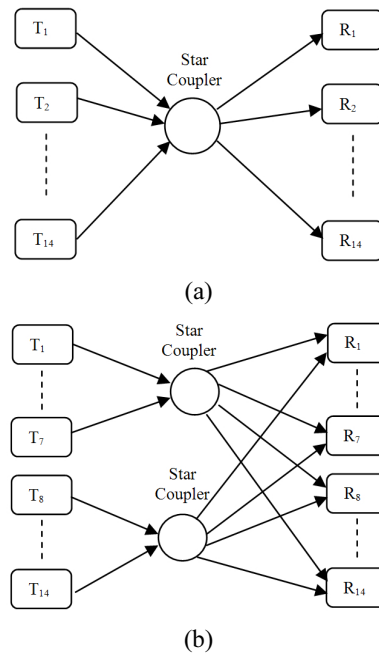 T1
R1
Star
Coupler
T2
R2
T14
R14
(a)
Star
Coupler
T1
R1
T7
R7
Star
Coupler
T8
R8
T14
R14
(b)